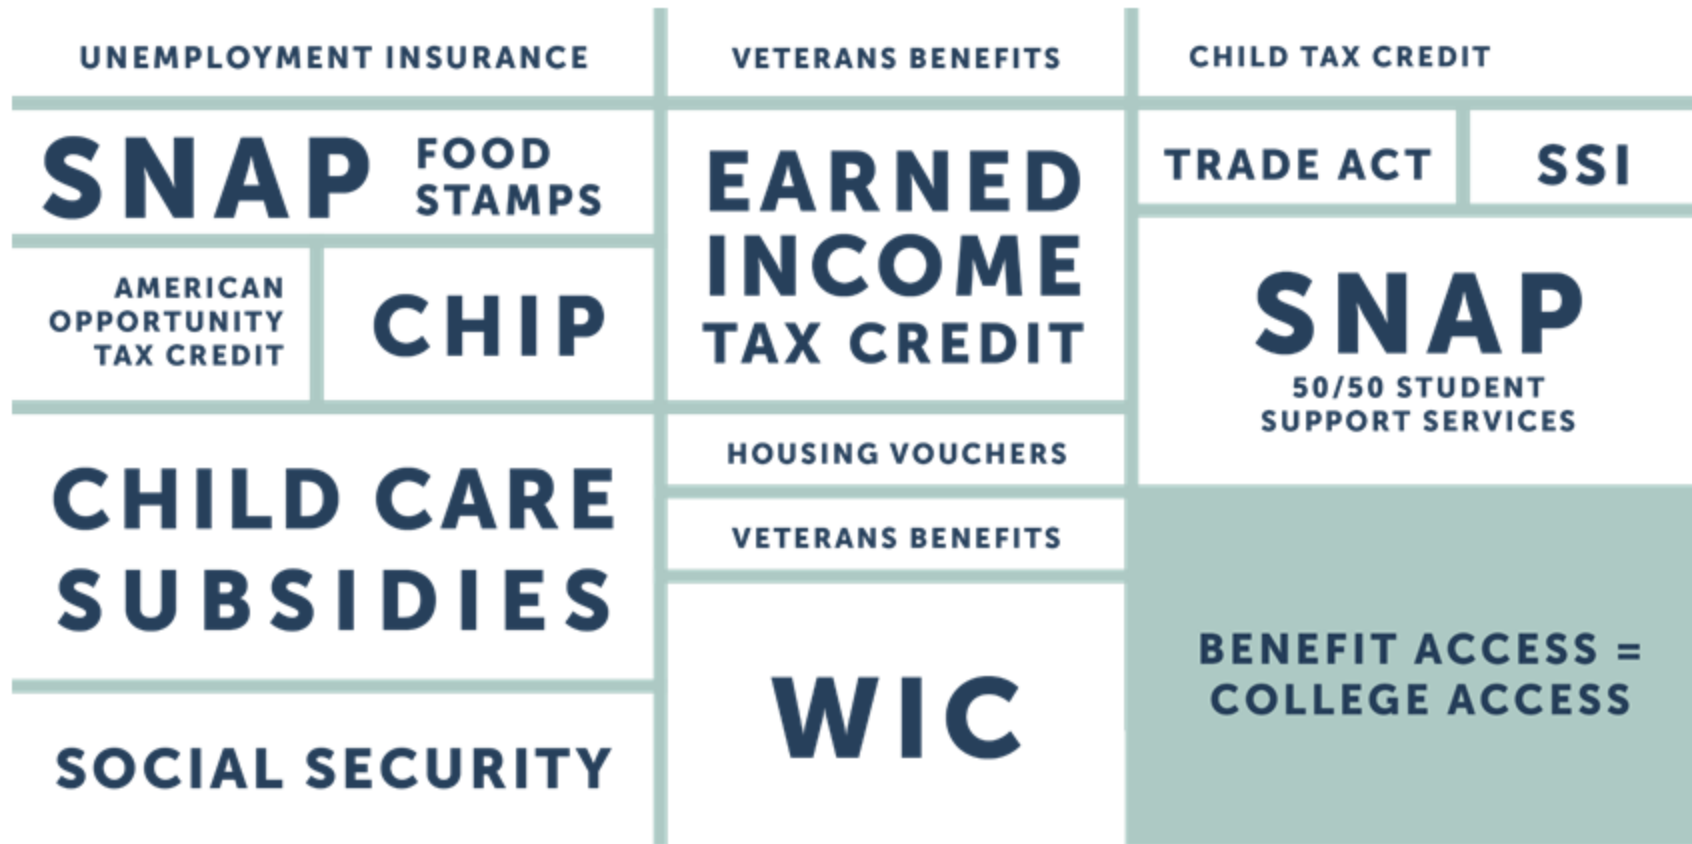 UNEMPLOYMENT INSURANCE
SNAP
FOOD
STAMPS
AMERICAN
OPPORTUNITY
TAX CREDIT
CHIP
CHILD CARE
SUBSIDIES
SOCIAL SECURITY
VETERANS BENEFITS
EARNED
INCOME
TAX CREDIT
HOUSING VOUCHERS
VETERANS BENEFITS
WIC
CHILD TAX CREDIT
TRADE ACT
SSI
SNAP
50/50 STUDENT
SUPPORT SERVICES
BENEFIT ACCESS =
COLLEGE ACCESS